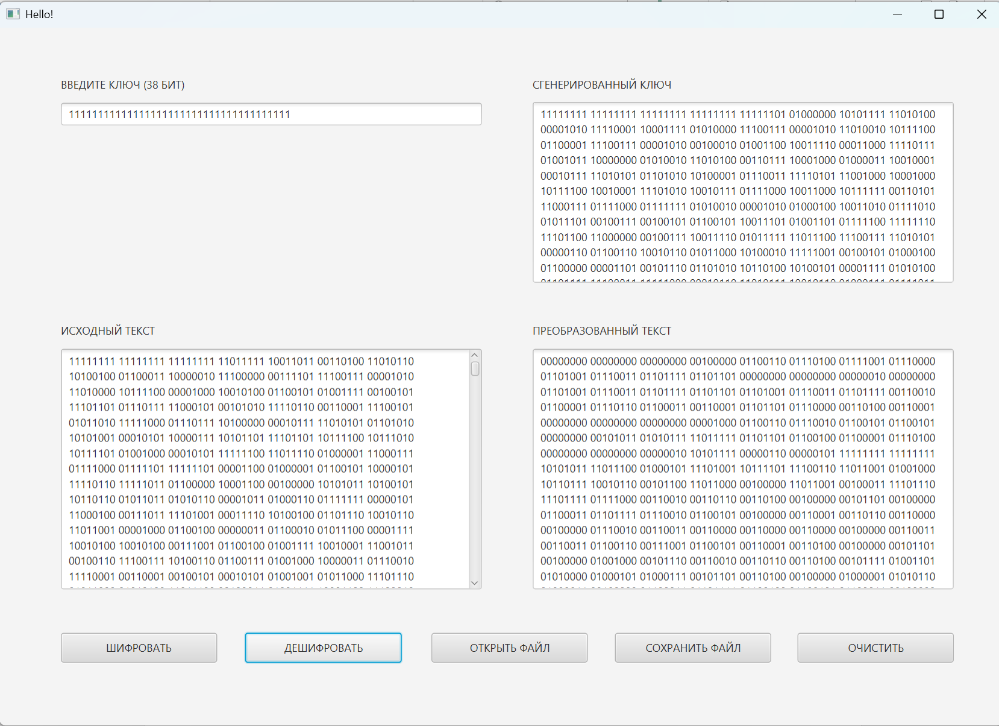 Hello!
ВВЕДИТЕ КЛЮЧ (38 БИТ)
11111111111111111111111111111111111111
СГЕНЕРИРОВАННЫЙ КЛЮЧ
11111111 11111111 11111111 11111111 11111101 01000000 10101111 11010100
00001010 11110001 10001111 01010000 11100111 00001010 11010010 10111100
01100001 11100111 00001010 00100010 01001100 10011110 00011000 11110111
01001011 10000000 01010010 11010100 00110111 10001000 01000011 10010001
00010111 11010101 01101010 10100001 01110011 11110101 11001000 10001000
10111100 10010001 11101010 10010111 01111000 10011000 10111111 00110101
11000111 01111000 01111111 01010010 00001010 01000100 10011010 01111010
01011101 00100111 00100101 01100101 10011101 01001101 01111100 11111110
11101100 11000000 00100111 10011110 01011111 11011100 11100111 11010101
00000110 01100110 10010110 01011000 10100010 11111001 00100101 01000100
01100000 00001101 00101110 01101010 10110100 10100101 00001111 01010100
ИСХОДНЫЙ ТЕКСТ
11111111 11111111 11111111 11011111 10011011 00110100 11010110
10100100 01100011 10000010 11100000 00111101 11100111 00001010
11010000 10111100 00001000 10010100 01100101 01001111 00100101
11101101 01110111 11000101 00101010 11110110 00110001 11100101
01011010 11111000 01110111 10100000 00010111 11010101 01101010
10101001 00010101 10000111 10101101 11101101 10111100 10111010
10111101 01001000 00010101 11111100 11011110 01000001 11000111
01111000 01111101 11111101 00001100 01000001 01100101 10000101
11110110 11111011 01100000 10001100 00100000 10101011 10100101
10110110 01011011 01010110 00001011 01000110 01111111 00000101
11000100 00111011 11101001 00011110 10100100 01101110 10010110
11011001 00001000 01100100 00000011 01100010 01011100 00001111
10010100 10010100 00111001 01100100 01001111 10010001 11001011
00100110 11100111 10100110 01100111 01001000 10000011 01110010
11110001 00110001 00100101 00010101 01001001 01011000 11101110
ПРЕОБРАЗОВАННЫЙ ТЕКСТ
00000000 00000000 00000000 00100000 01100110 01110100 01111001 01110000
01101001 01110011 01101111 01101101 00000000 00000000 00000010 00000000
01101001 01110011 01101111 01101101 01101001 01110011 01101111 00110010
01100001 01110110 01100011 00110001 01101101 01110000 00110100 00110001
00000000 00000000 00000000 00001000 01100110 01110010 01100101 01100101
00000000 00101011 01010111 11011111 01101101 01100100 01100001 01110100
00000000 00000000 00000010 10101111 00000110 00000101 11111111 11111111
10101011 11011100 01000101 11101001 10111101 11100110 11011001 01001000
10110111 10010110 00101100 11011000 00100000 11011001 00100011 11101110
11101111 01111000 00110010 00110110 00110100 00100000 00101101 00100000
01100011 01101111 01110010 01100101 00100000 00110001 00110110 00110000
00100000 01110010 00110011 00110000 00110000 00110000 00100000 00110011
00110011 01100110 00111001 01100101 00110001 00110100 00100000 00101101
00100000 01001000 00101110 00110010 00110110 00110100 00101111 01001101
01010000 01000101 01000111 00101101 00110100 00100000 01000001 01010110
ШИФРОВАТЬ
ДЕШИФРОВАТЬ
ОТКРЫТЬ ФАЙЛ
СОХРАНИТЬ ФАЙЛ
ОЧИСТИТЬ